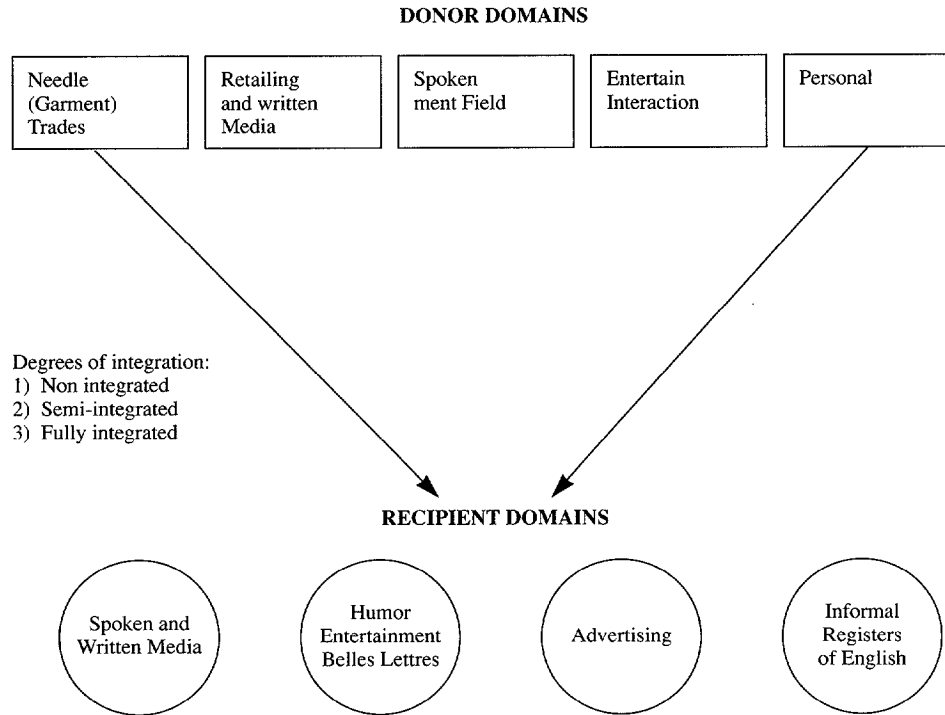 DONOR DOMAINS
Needle
(Garment)
Trades
Retailing
and written
Media
Spoken
ment Field
Entertain
Interaction
Personal
Degrees of integration:
1) Non integrated
2) Semi-integrated
3) Fully integrated
RECIPIENT DOMAINS
Spoken and
Written Media
Humor
Entertainment
Belles Lettres
Advertising
Informal
Registers
of English